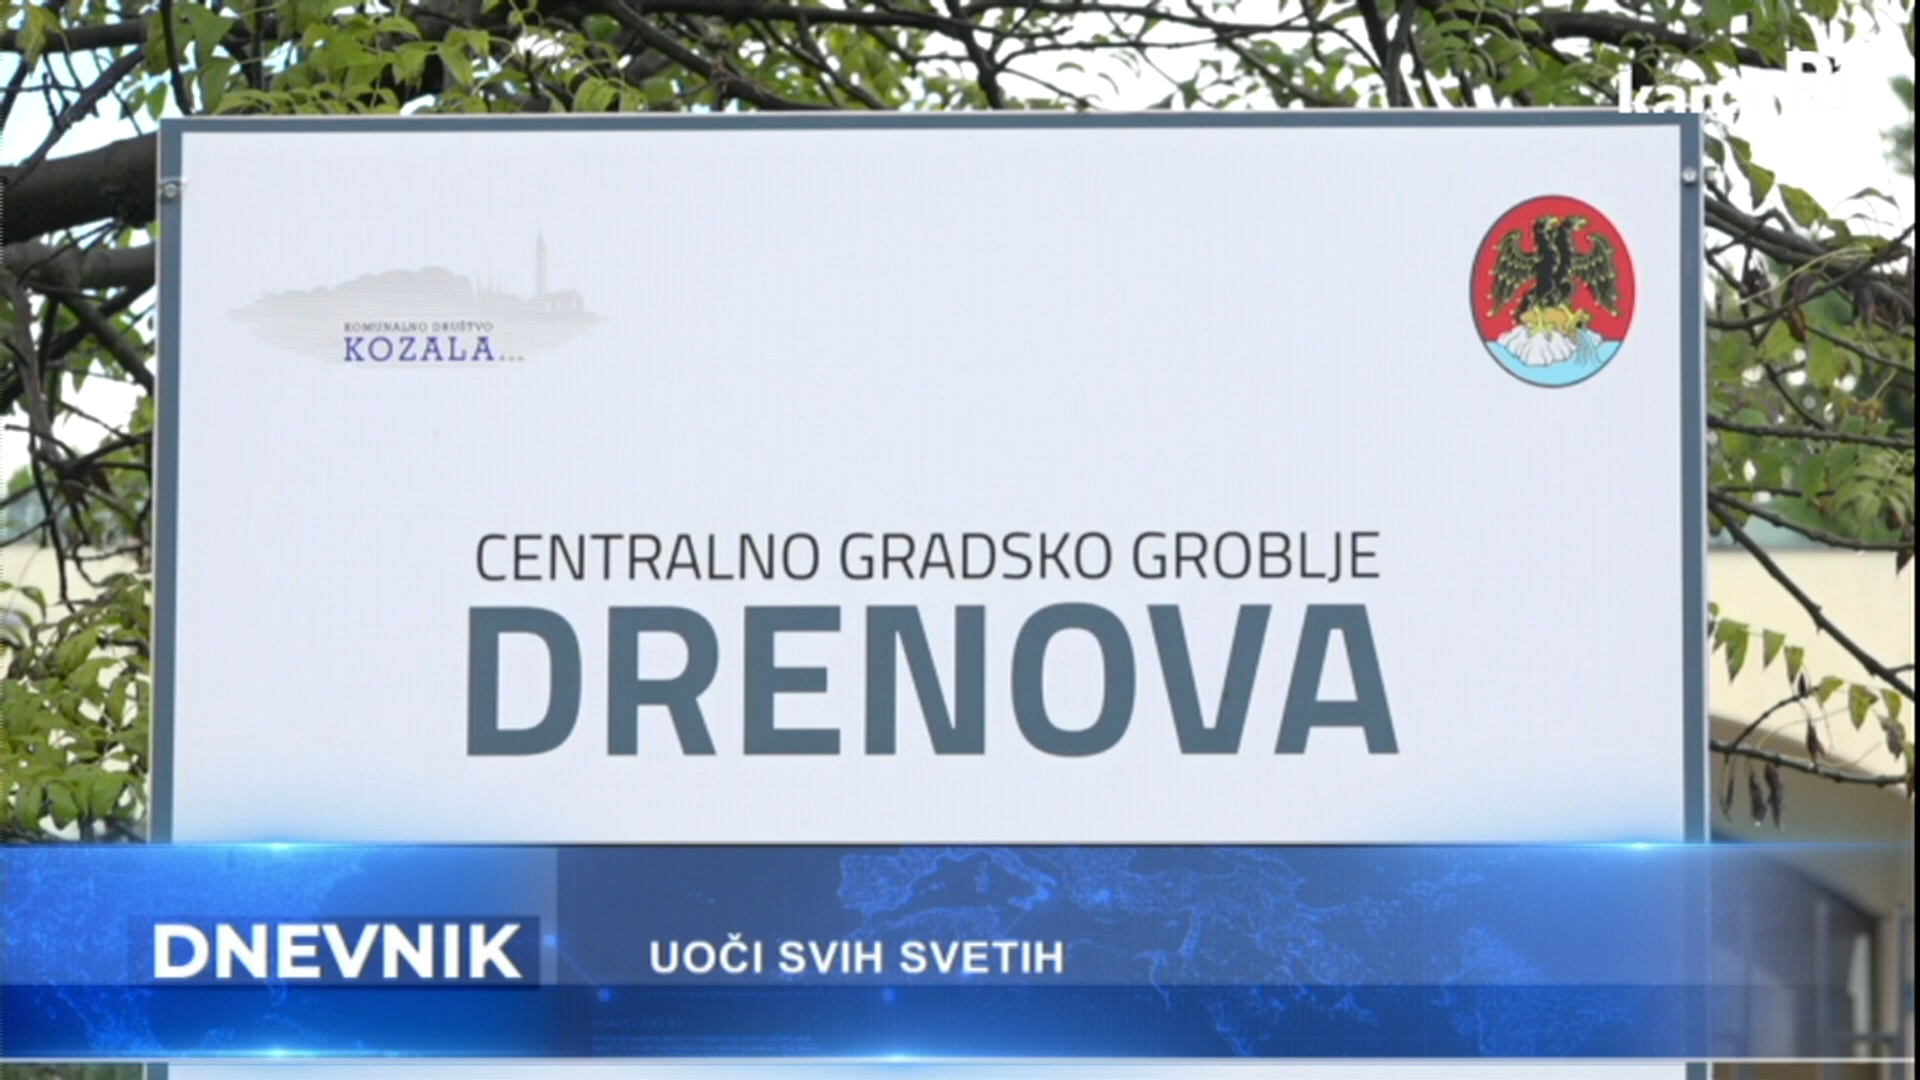 KOMUNALNO DRUŠTVO
KOZALA d.o.o.
CENTRALNO GRADSKO GROBLJE
DRENOVA
DNEVNIK
UOČI SVIH SVETIH